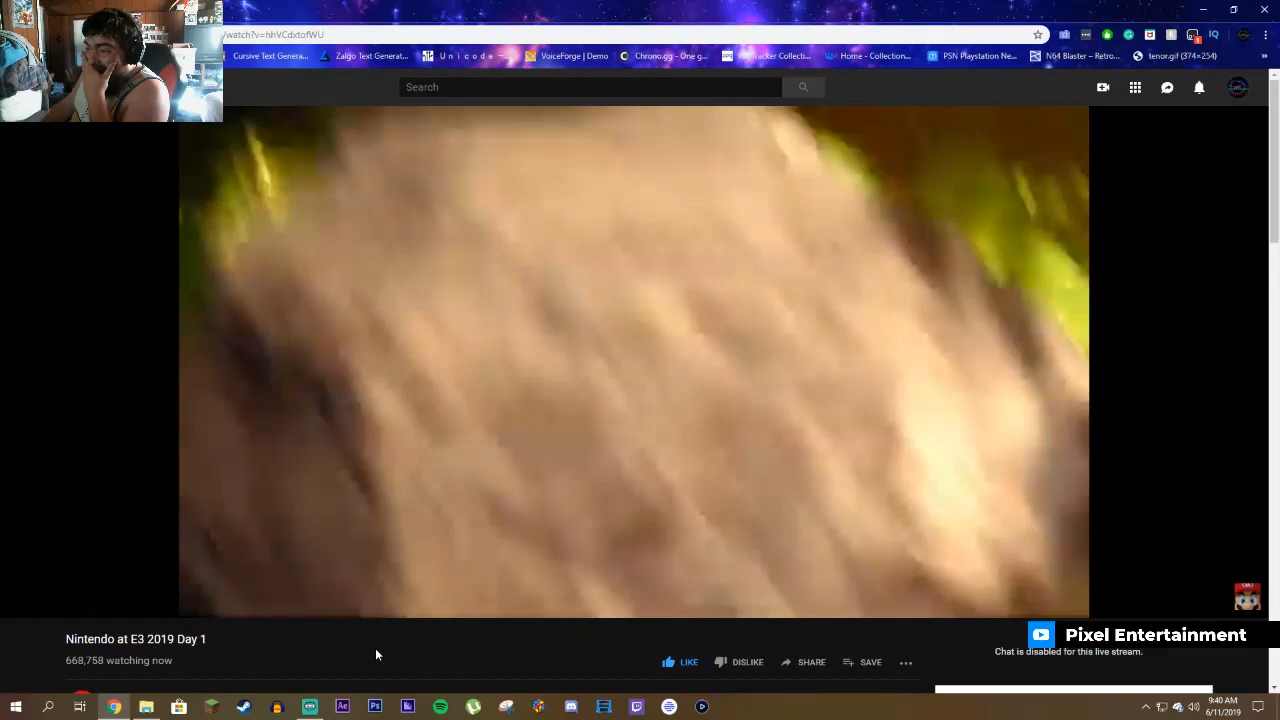 /watch?v=hhVCdxtofWU
Cursive Text Genera... Zalgo Text Generat... U n i c o d e VoiceForge | Demo Chrono.gg - One g... Tracker Collecti... Home - Collection... PSN Playstation Ne... N64 Blaster – Retro... tenor.gif (374×254) »
Search
Nintendo at E3 2019 Day 1
668,758 watching now
LIKE DISLIKE SHARE SAVE
Pixel Entertainment
Chat is disabled for this live stream.
9:40 AM
6/11/2019